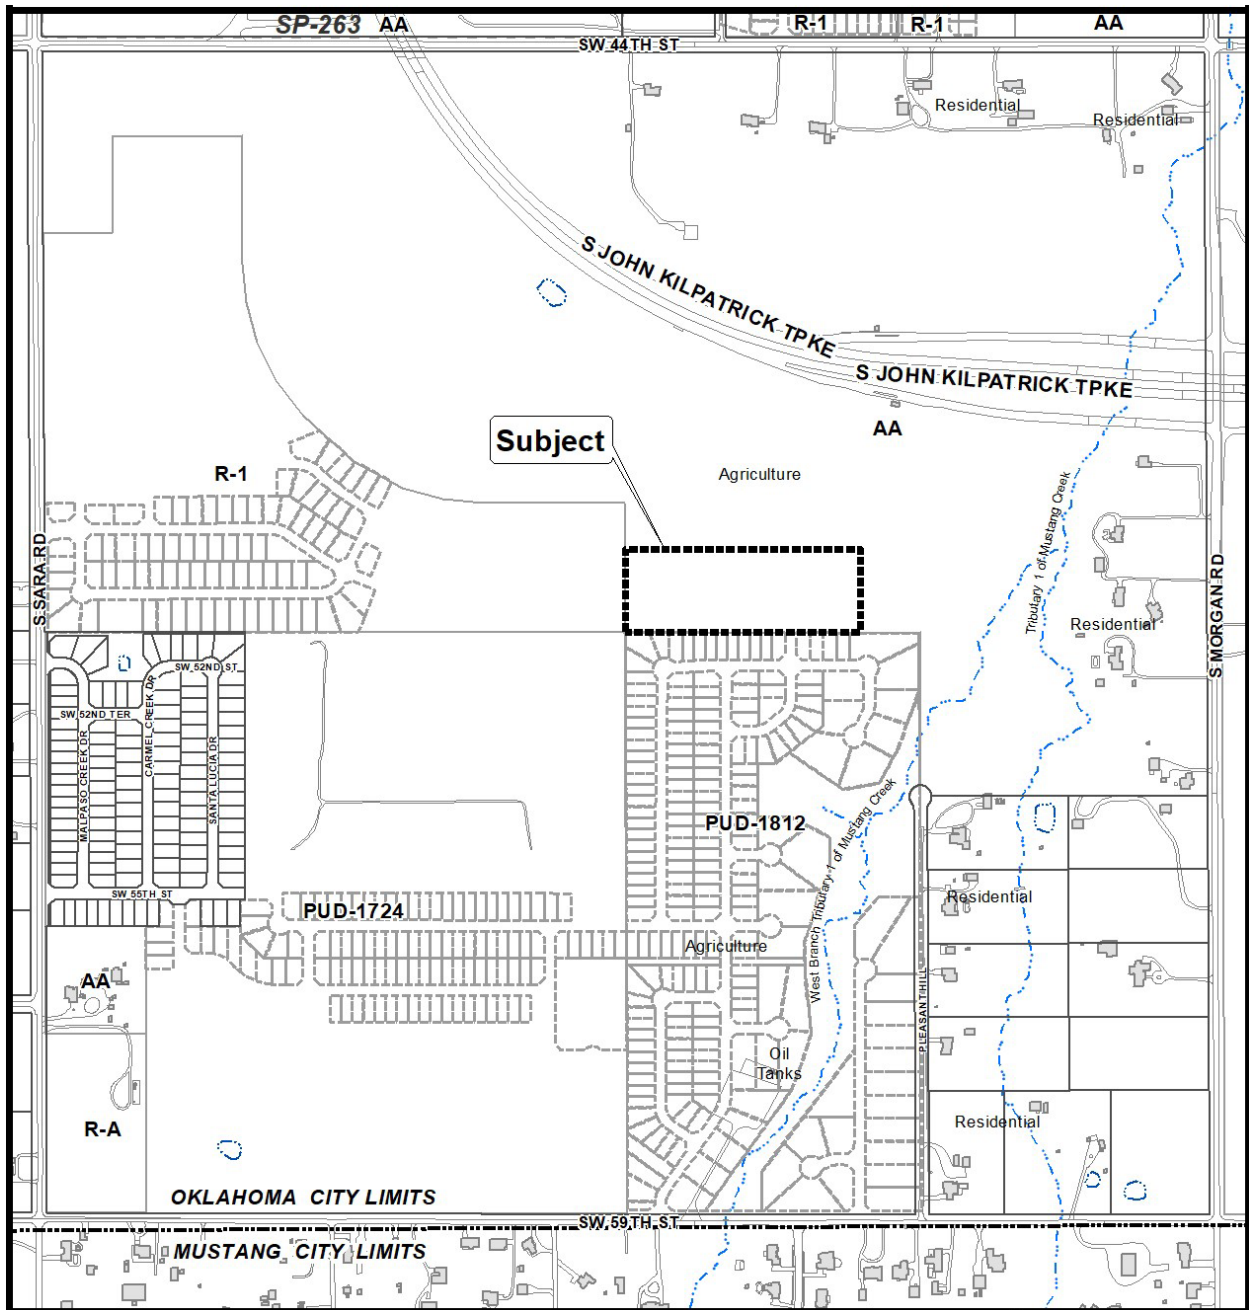 SP-263
AA
R-1
R-1
AA
SW 44TH ST
Residential
Residential
S JOHN KILPATRICK TPKE
S JOHN KILPATRICK TPKE
AA
Subject
Agriculture
R-1
Tributary 1 of Mustang Creek
S SARA RD
S MORGAN RD
Residential
SW 52ND ST
SW 52ND TER
CARMEL CREEK DR
MALPASO CREEK DR
SANTA LUCIA DR
PUD-1812
West Branch Tributary 1 of Mustang Creek
SW 55TH ST
PUD-1724
Residential
Agriculture
AA
PLEASANT HILL
Oil
Tanks
R-A
Residential
OKLAHOMA CITY LIMITS
SW 59TH ST
MUSTANG CITY LIMITS